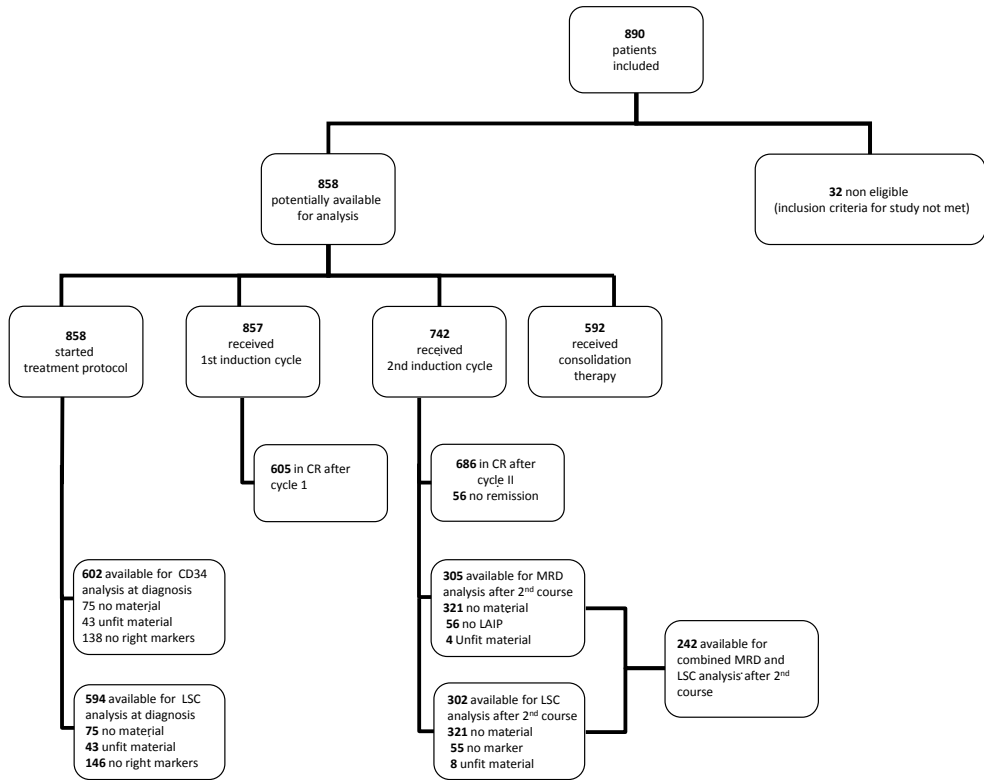 890
patients
included
858
potentially available
for analysis
32 non eligible
(inclusion criteria for study not met)
858
started
treatment protocol
857
received
1st induction cycle
742
received
2nd induction cycle
592
received
consolidation
therapy
605 in CR after
cycle 1
686 in CR after
cycle II
56 no remission
602 available for CD34
analysis at diagnosis
75 no material
43 unfit material
138 no right markers
305 available for MRD
analysis after 2nd course
321 no material
56 no LAIP
4 Unfit material
242 available for
combined MRD and
LSC analysis after 2nd
course
594 available for LSC
analysis at diagnosis
75 no material
43 unfit material
146 no right markers
302 available for LSC
analysis after 2nd course
321 no material
55 no marker
8 unfit material